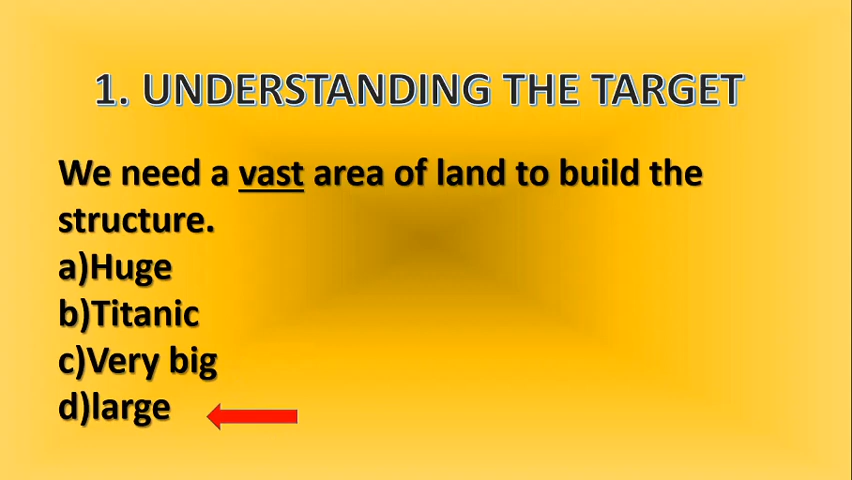 1. UNDERSTANDING THE TARGET
We need a vast area of land to build the
structure.
a)Huge
b)Titanic
c)Very big
d)large